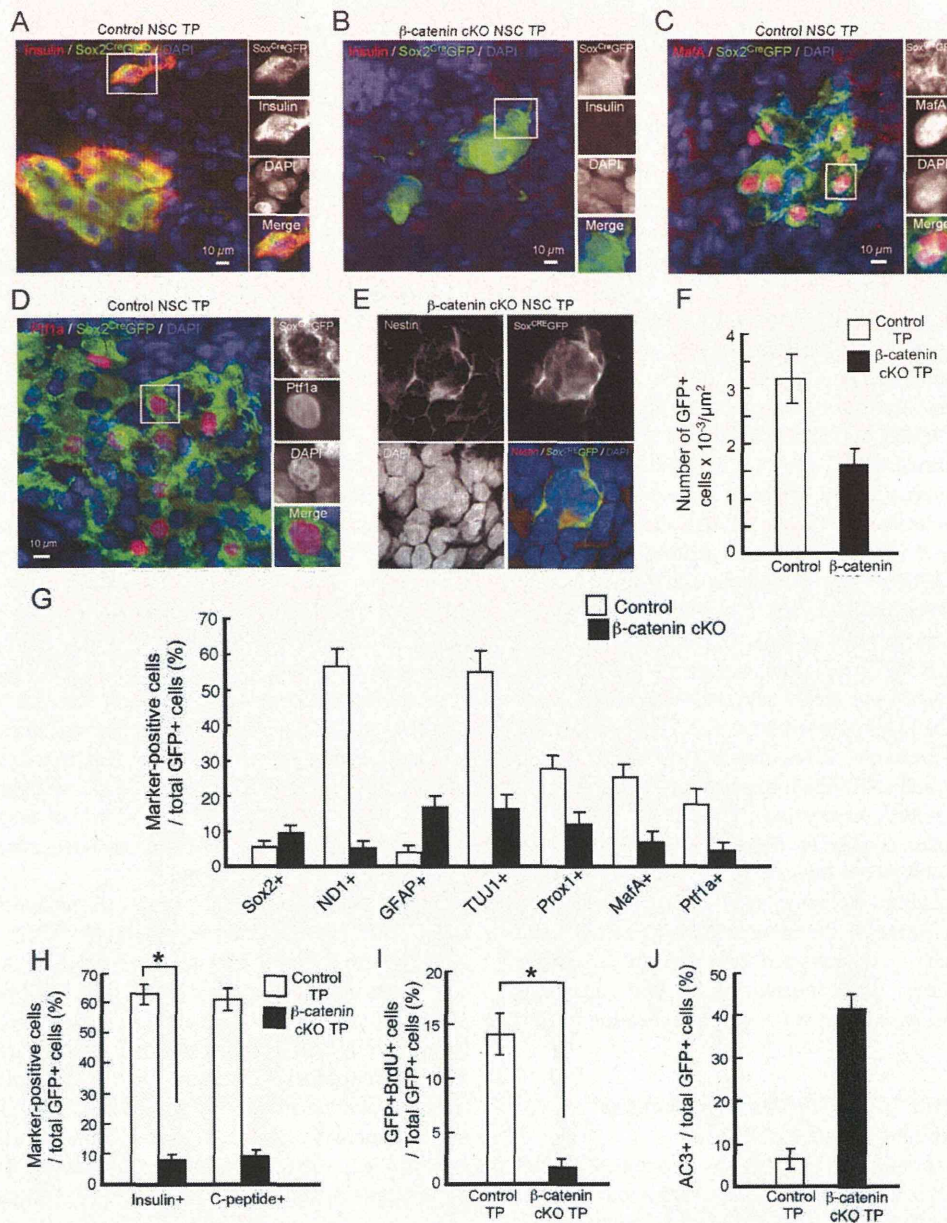 A
Control NSC TP
Insulin / Sox2CreGFP / DAPI
SoxCreGFP
Insulin
DAPI
Merge
10 µm
B
β-catenin cKO NSC TP
Insulin / Sox2CreGFP / DAPI
SoxCreGFP
Insulin
DAPI
Merge
10 µm
C
Control NSC TP
MafA / Sox2CreGFP / DAPI
SoxCreGFP
MafA
DAPI
Merge
10 µm
D
Control NSC TP
Ptf1a / Sox2CreGFP / DAPI
SoxCreGFP
Ptf1a
DAPI
Merge
10 µm
E
β-catenin cKO NSC TP
Nestin
SoxCREGFP
DAPI
Nestin / SoxCREGFP / DAPI
F
Control TP
β-catenin cKO TP
Number of GFP+
cells x 10-3/µm2
3
2
1
0
Control
β-catenin
G
Control
β-catenin cKO
Marker-positive cells
/ total GFP+ cells (%)
70
60
50
40
30
20
10
0
Sox2+
ND1+
GFAP+
TUJ1+
Prox1+
MafA+
Ptf1a+
H
*
Control
TP
β-catenin
cKO TP
Marker-positive cells
/ total GFP+ cells (%)
70
60
50
40
30
20
10
0
Insulin+
C-peptide+
I
*
GFP+BrdU+ cells
/ Total GFP+ cells (%)
20
15
10
5
0
Control
TP
β-catenin
cKO TP
J
AC3+ / total GFP+ cells (%)
50
40
30
20
10
0
Control
TP
β-catenin
cKO TP